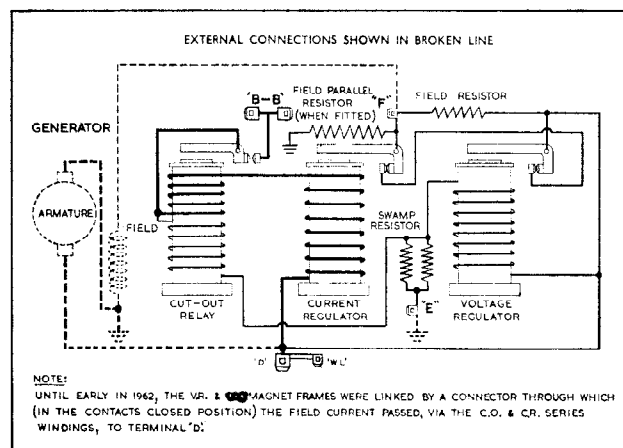 EXTERNAL CONNECTIONS SHOWN IN BROKEN LINE
"B-B"
FIELD PARALLEL
RESISTOR
(WHEN FITTED)
"F"
FIELD RESISTOR
GENERATOR
ARMATURE
FIELD
SWAMP
RESISTOR
CUT-OUT
RELAY
CURRENT
REGULATOR
"E"
VOLTAGE
REGULATOR
'D'
'W.L'
NOTE:
UNTIL EARLY IN 1962, THE V.R. & MAGNET FRAMES WERE LINKED BY A CONNECTOR THROUGH WHICH
(IN THE CONTACTS CLOSED POSITION) THE FIELD CURRENT PASSED, VIA THE C.O. & C.R. SERIES
WINDINGS, TO TERMINAL 'D'.